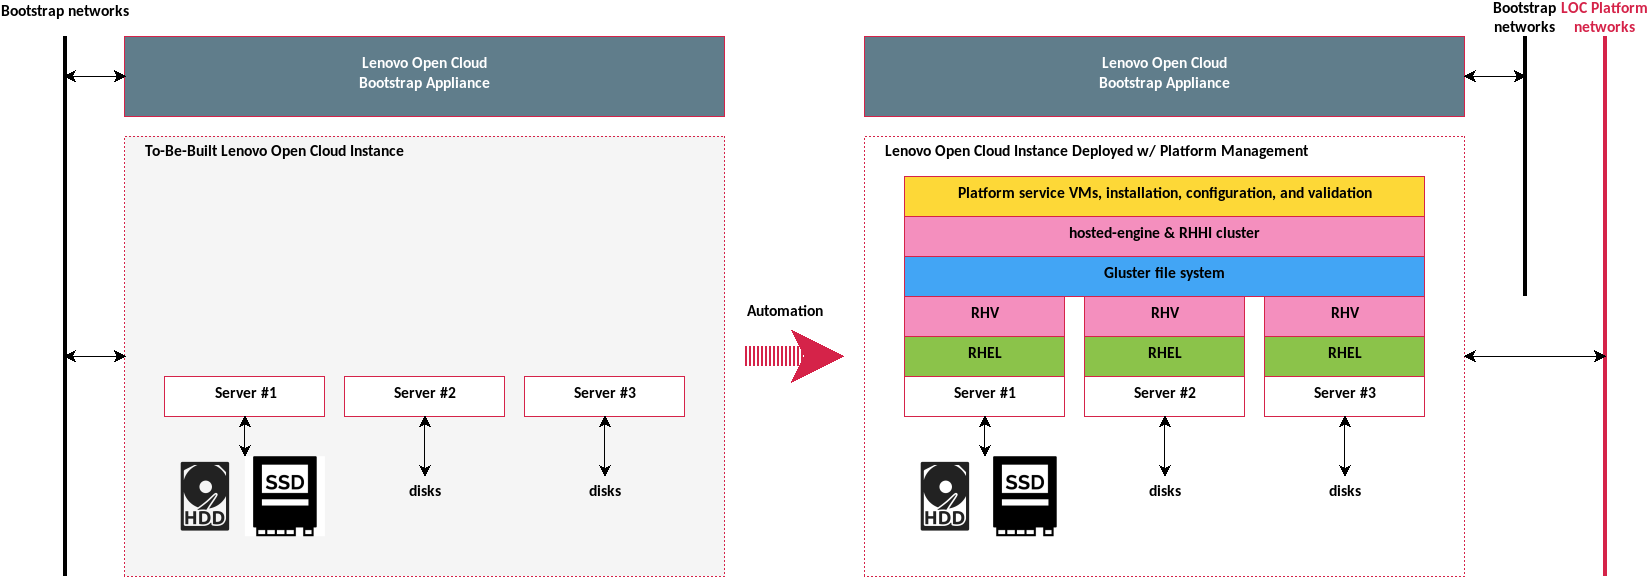 Bootstrap networks
Lenovo Open Cloud
Bootstrap Appliance
To-Be-Built Lenovo Open Cloud Instance
Server #1
Server #2
Server #3
HDD
SSD
disks
disks
Automation
Bootstrap
networks
LOC Platform
networks
Lenovo Open Cloud
Bootstrap Appliance
Lenovo Open Cloud Instance Deployed w/ Platform Management
Platform service VMs, installation, configuration, and validation
hosted-engine & RHHI cluster
Gluster file system
RHV
RHV
RHV
RHEL
RHEL
RHEL
Server #1
Server #2
Server #3
HDD
SSD
disks
disks